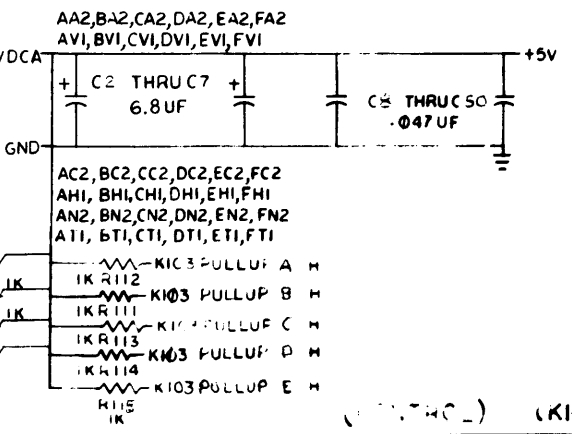 AA2,BA2,CA2,DA2,EA2,FA2
AV1,BV1,CV1,DV1,EV1,FV1
+5V
+ C2 THRU C7 +
6.8UF
C8 THRU C50
.047UF
GND
AC2,BC2,CC2,DC2,EC2,FC2
AH1,BH1,CH1,DH1,EH1,FH1
AN2,BN2,CN2,DN2,EN2,FN2
AT1,BT1,CT1,DT1,ET1,FT1
K103 PULLUP A H
1K R112
1K
K103 PULLUP B H
1K R111
1K
PULLUP C H
1K R113
K103 PULLUP D H
1K R114
K103 PULLUP E H
R115
1K